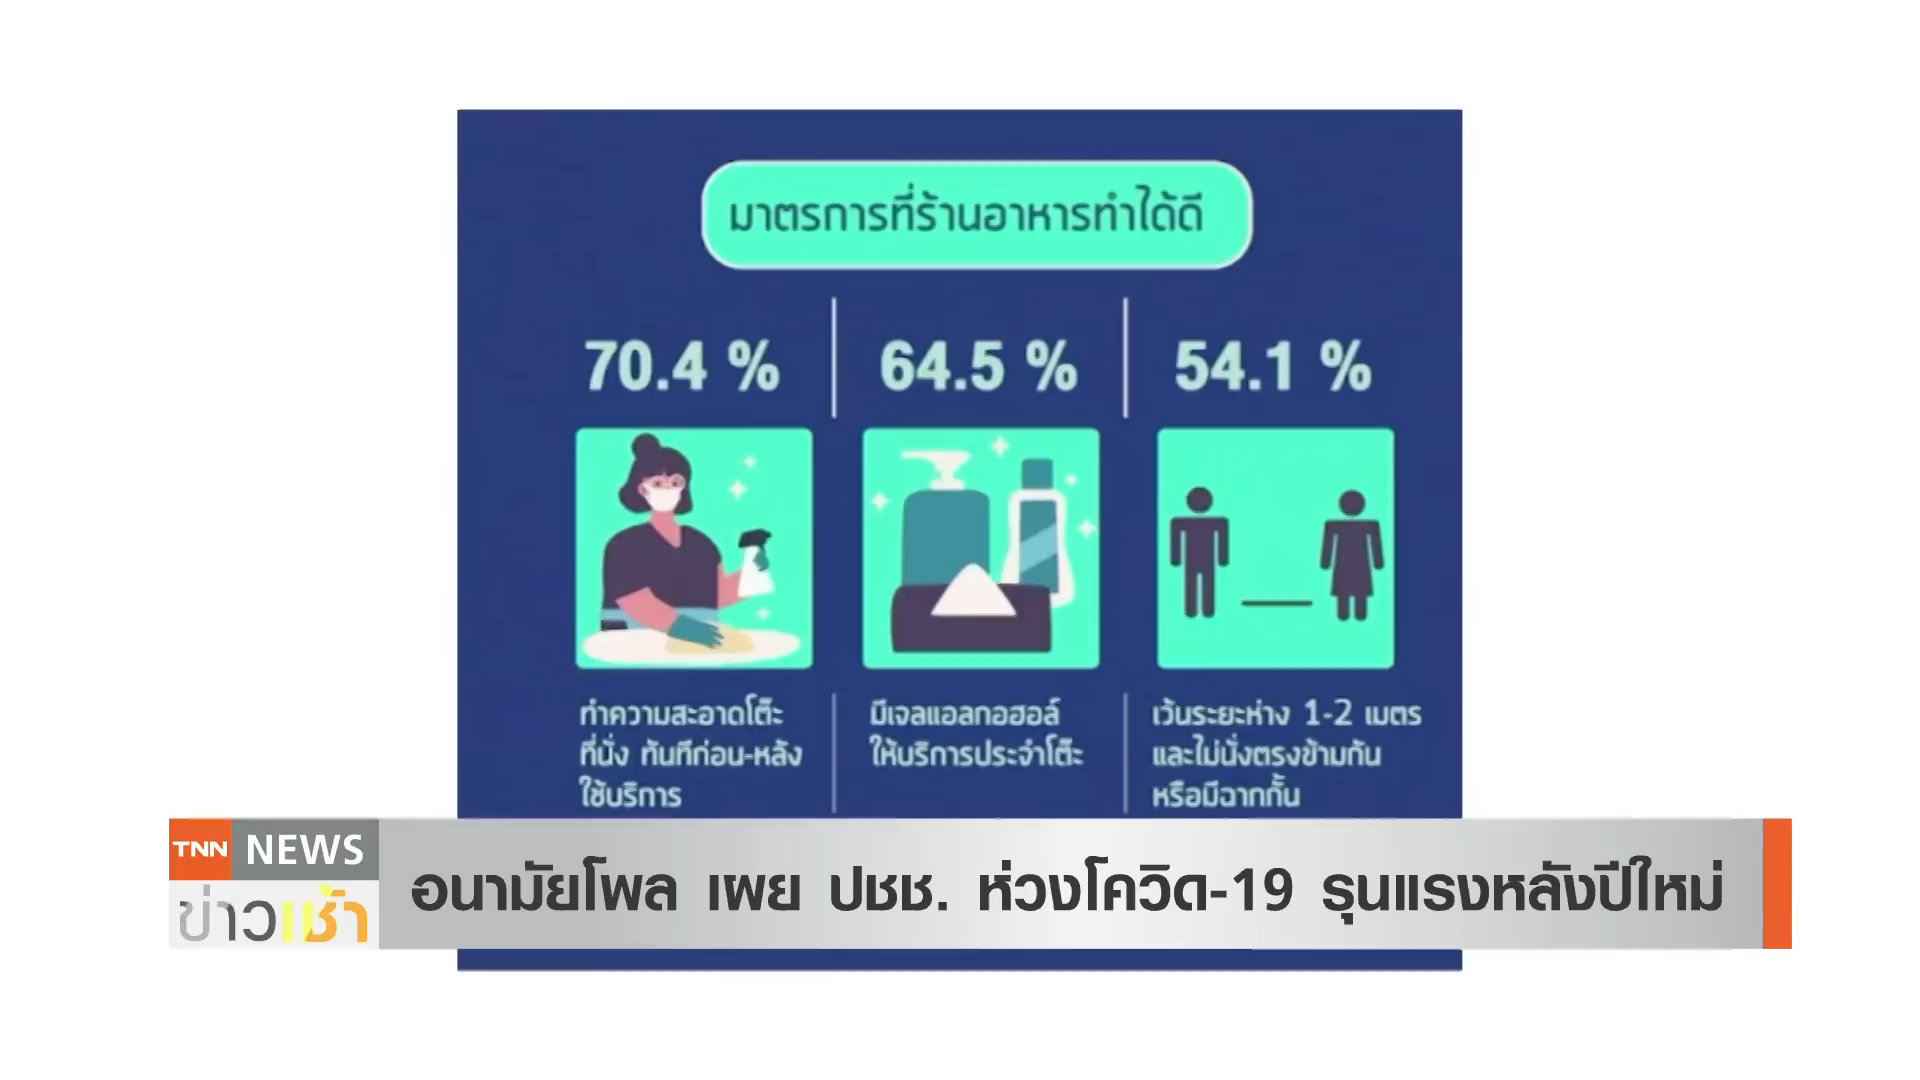 มาตรการที่ร้านอาหารทำได้ดี
70.4 %
64.5 %
54.1 %
ทำความสะอาดโต๊ะ
ที่นั่ง ทันทีก่อน-หลัง
ใช้บริการ
มีเจลแอลกอฮอล์
ให้บริการประจำโต๊ะ
เว้นระยะห่าง 1-2 เมตร
และไม่นั่งตรงข้ามกัน
หรือมีฉากกั้น
TNN NEWS
ข่าวเช้า
อนามัยโพล เผย ปชช. ห่วงโควิด-19 รุนแรงหลังปีใหม่